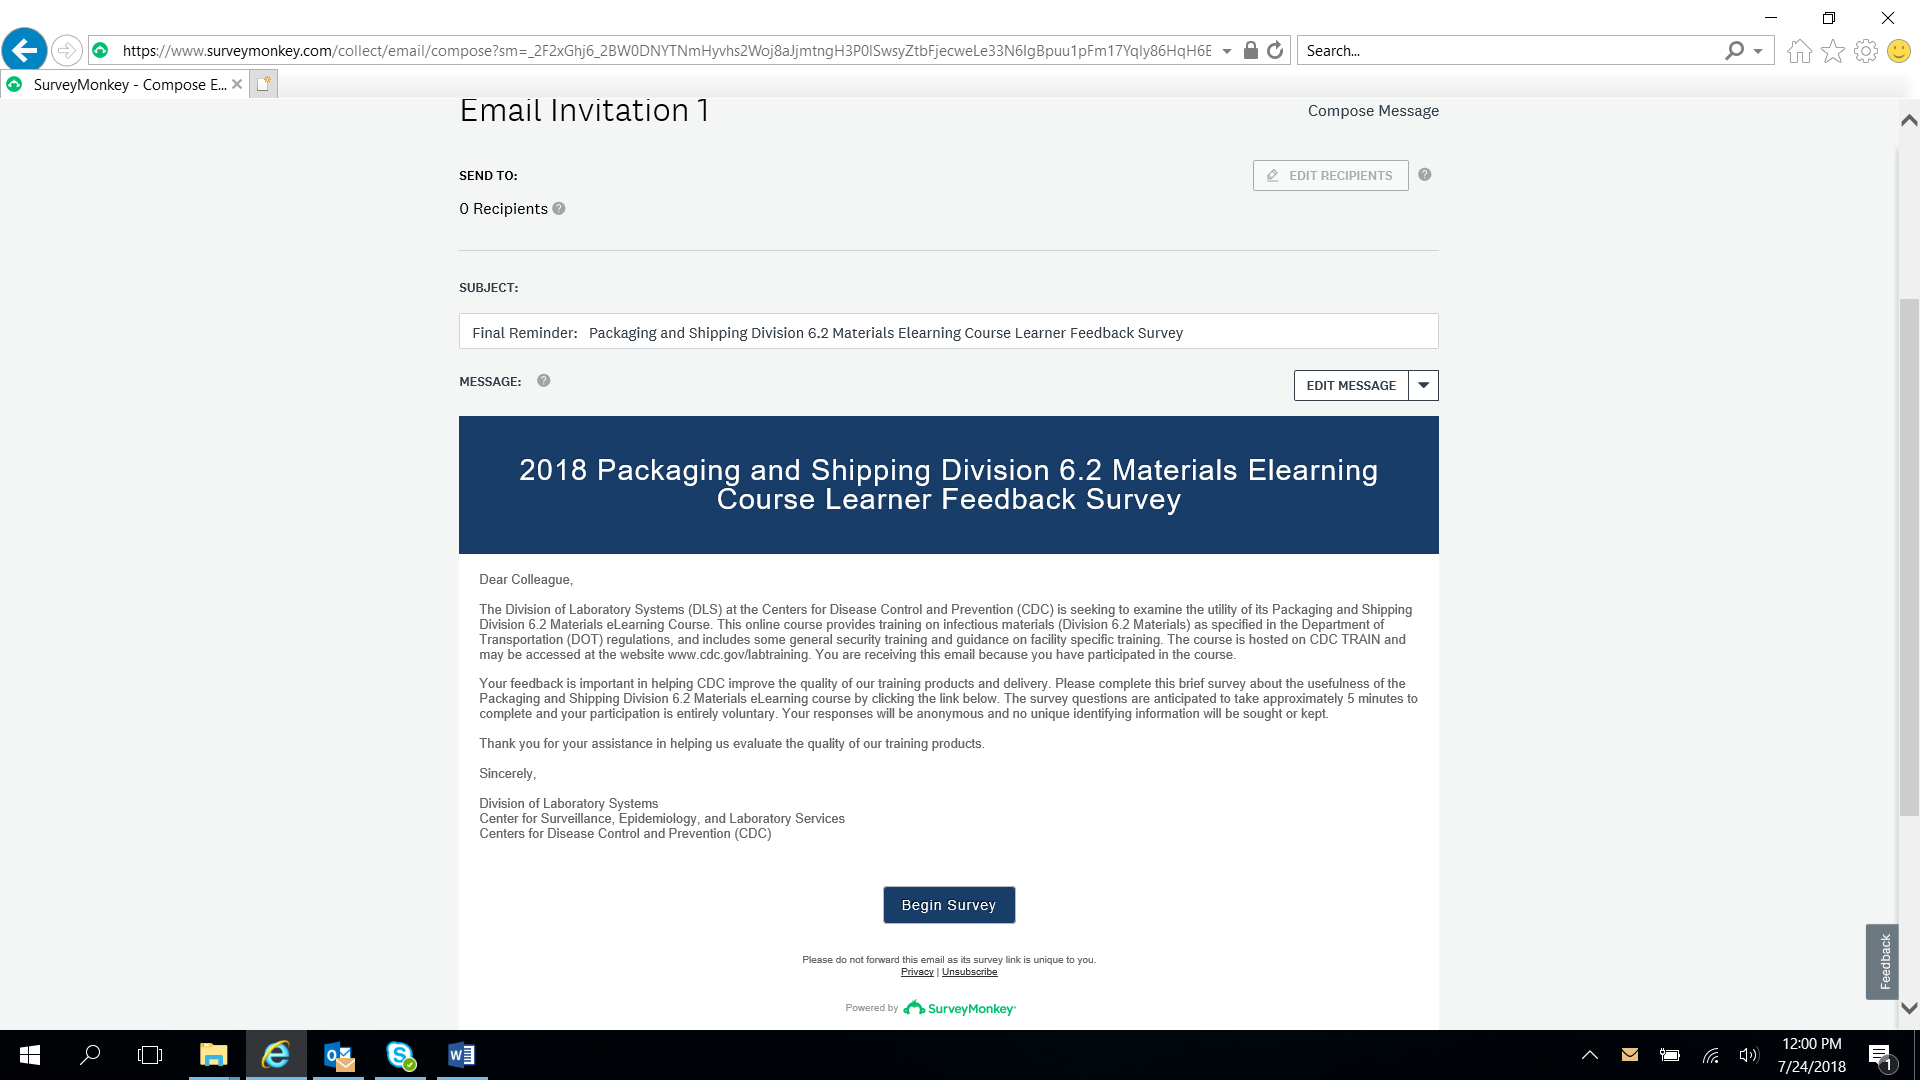 https://www.surveymonkey.com/collect/email/compose?sm=_2F2xGhj6_2BW0DNYTNmHyvhs2Woj8aJjmtngH3P0lSwsyZtbFjecweLe33N6IgBpuu1pFm17Yqly86HqH6E
Search...
SurveyMonkey - Compose E...
Email Invitation 1
Compose Message
SEND TO:
EDIT RECIPIENTS
0 Recipients
SUBJECT:
Final Reminder: Packaging and Shipping Division 6.2 Materials Elearning Course Learner Feedback Survey
MESSAGE:
EDIT MESSAGE
2018 Packaging and Shipping Division 6.2 Materials Elearning
Course Learner Feedback Survey
Dear Colleague,
The Division of Laboratory Systems (DLS) at the Centers for Disease Control and Prevention (CDC) is seeking to examine the utility of its Packaging and Shipping
Division 6.2 Materials eLearning Course. This online course provides training on infectious materials (Division 6.2 Materials) as specified in the Department of
Transportation (DOT) regulations, and includes some general security training and guidance on facility specific training. The course is hosted on CDC TRAIN and
may be accessed at the website www.cdc.gov/labtraining. You are receiving this email because you have participated in the course.
Your feedback is important in helping CDC improve the quality of our training products and delivery. Please complete this brief survey about the usefulness of the
Packaging and Shipping Division 6.2 Materials eLearning course by clicking the link below. The survey questions are anticipated to take approximately 5 minutes to
complete and your participation is entirely voluntary. Your responses will be anonymous and no unique identifying information will be sought or kept.
Thank you for your assistance in helping us evaluate the quality of our training products.
Sincerely,
Division of Laboratory Systems
Center for Surveillance, Epidemiology, and Laboratory Services
Centers for Disease Control and Prevention (CDC)
Begin Survey
Please do not forward this email as its survey link is unique to you.
Privacy | Unsubscribe
Powered by SurveyMonkey
Feedback
12:00 PM
7/24/2018
1